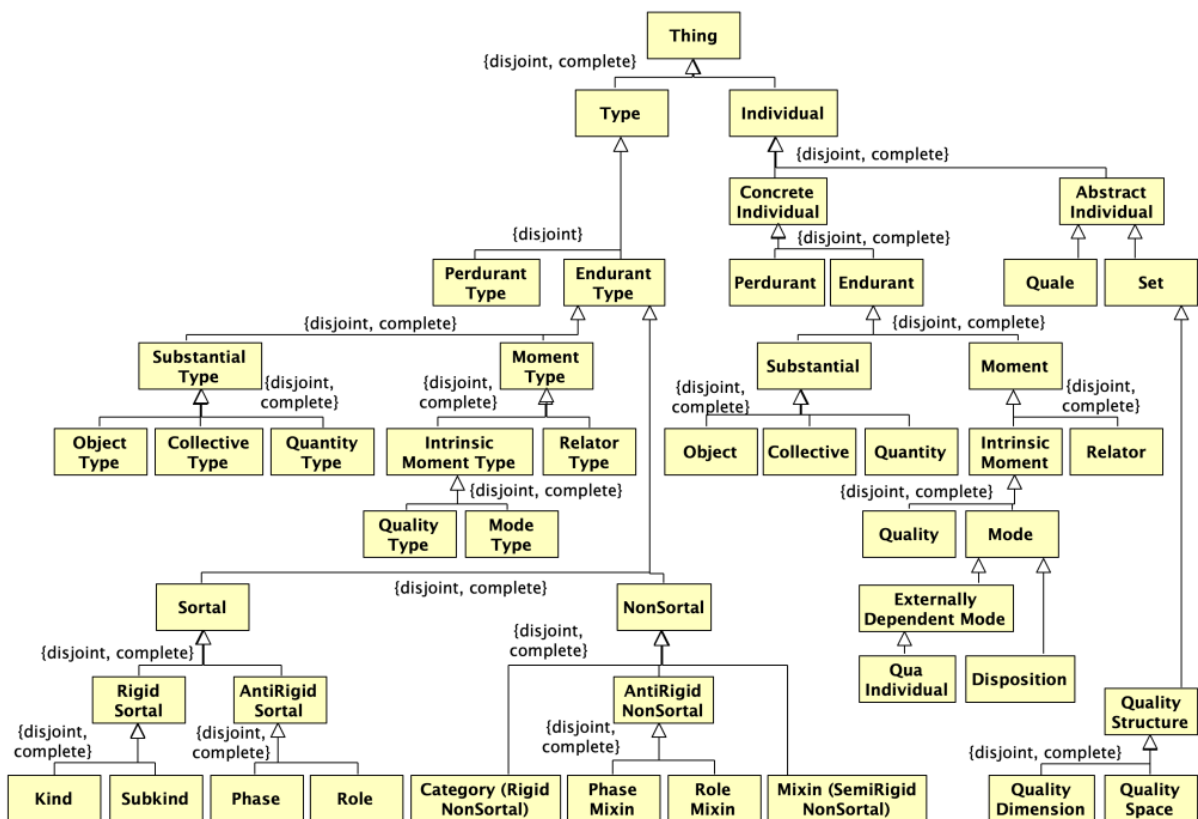 Thing
{disjoint, complete}
Type
Individual
{disjoint, complete}
Concrete
Individual
Abstract
Individual
{disjoint}
{disjoint, complete}
Perdurant
Type
Endurant
Type
Perdurant
Endurant
Quale
Set
{disjoint, complete}
{disjoint, complete}
Substantial
Type
Moment
Type
Substantial
Moment
{disjoint,
complete}
{disjoint,
complete}
{disjoint,
complete}
{disjoint,
complete}
Object
Type
Collective
Type
Quantity
Type
Intrinsic
Moment Type
Relator
Type
Object
Collective
Quantity
Intrinsic
Moment
Relator
{disjoint, complete}
{disjoint, complete}
Quality
Type
Mode
Type
Quality
Mode
{disjoint, complete}
Sortal
NonSortal
Externally
Dependent Mode
{disjoint, complete}
{disjoint,
complete}
Qua
Individual
Disposition
Rigid
Sortal
AntiRigid
Sortal
AntiRigid
NonSortal
Quality
Structure
{disjoint,
complete}
{disjoint,
complete}
{disjoint,
complete}
{disjoint, complete}
Kind
Subkind
Phase
Role
Category (Rigid
NonSortal)
Phase
Mixin
Role
Mixin
Mixin (SemiRigid
NonSortal)
Quality
Dimension
Quality
Space